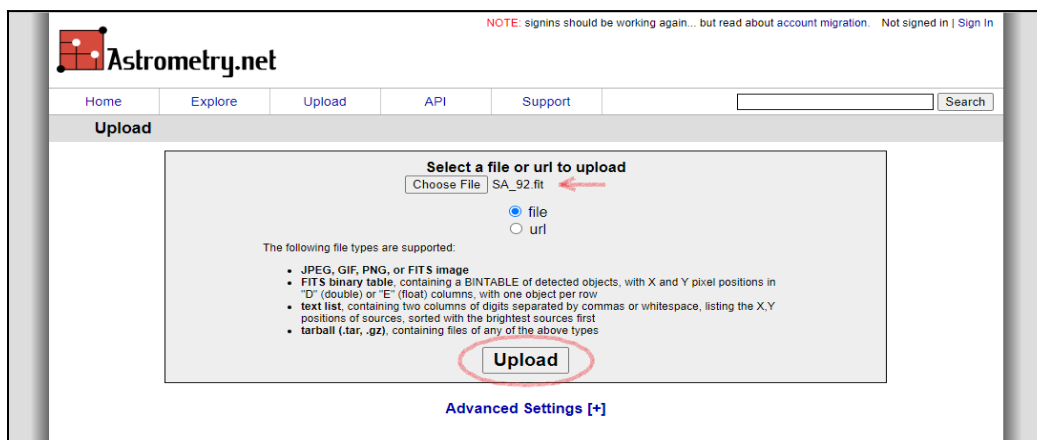 NOTE: signins should be working again... but read about account migration. Not signed in | Sign In
Astrometry.net
Home Explore Upload API Support Search
Upload
Select a file or url to upload
Choose File SA_92.fit
file
url
The following file types are supported:
• JPEG, GIF, PNG, or FITS image
• FITS binary table, containing a BINTABLE of detected objects, with X and Y pixel positions in
"D" (double) or "E" (float) columns, with one object per row
• text list, containing two columns of digits separated by commas or whitespace, listing the X,Y
positions of sources, sorted with the brightest sources first
• tarball (.tar, .gz), containing files of any of the above types
Upload
Advanced Settings [+]